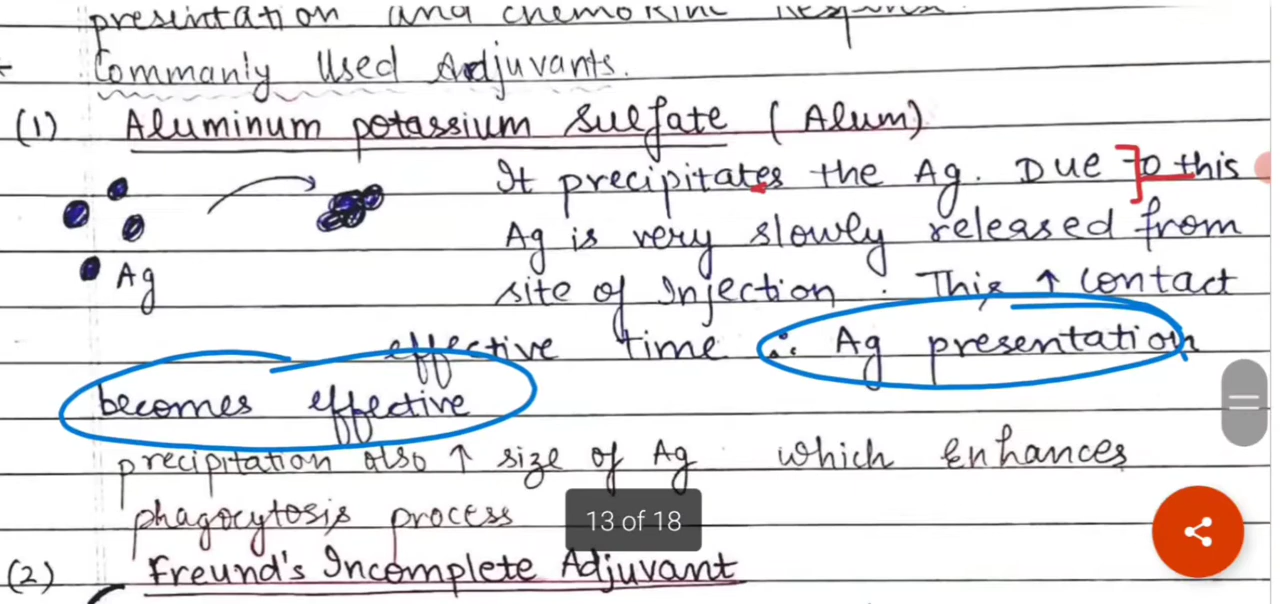 presentation and chemokine Response
Commanly Used Adjuvants.
(1) Aluminum potassium Sulfate (Alum)
It precipitates the Ag. Due to this
Ag is very slowly released from
site of Injection. This ↑ contact
Ag
effective time ∴ Ag presentation
becomes effective
precipitation also ↑ size of Ag which Enhances
phagocytosis process
13 of 18
(2) Freund's Incomplete Adjuvant